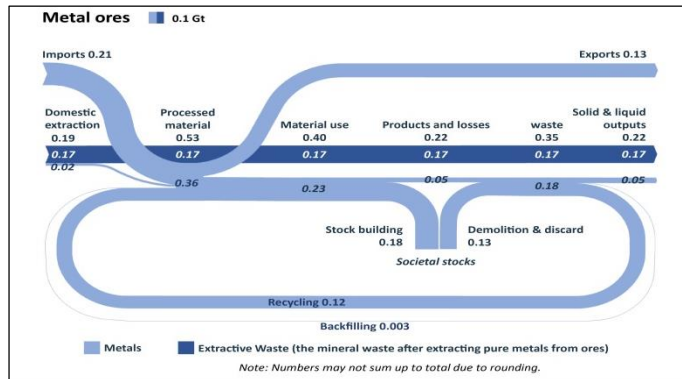 Metal ores 0.1 Gt
Imports 0.21 Exports 0.13
Domestic extraction 0.19
Processed material 0.53
Material use 0.40
Products and losses 0.22
waste 0.35
Solid & liquid outputs 0.22
0.17 0.17 0.17 0.17 0.17 0.17
0.02 0.36 0.23 0.05 0.18 0.05
Stock building 0.18
Demolition & discard 0.13
Societal stocks
Recycling 0.12
Backfilling 0.003
Metals Extractive Waste (the mineral waste after extracting pure metals from ores)
Note: Numbers may not sum up to total due to rounding.